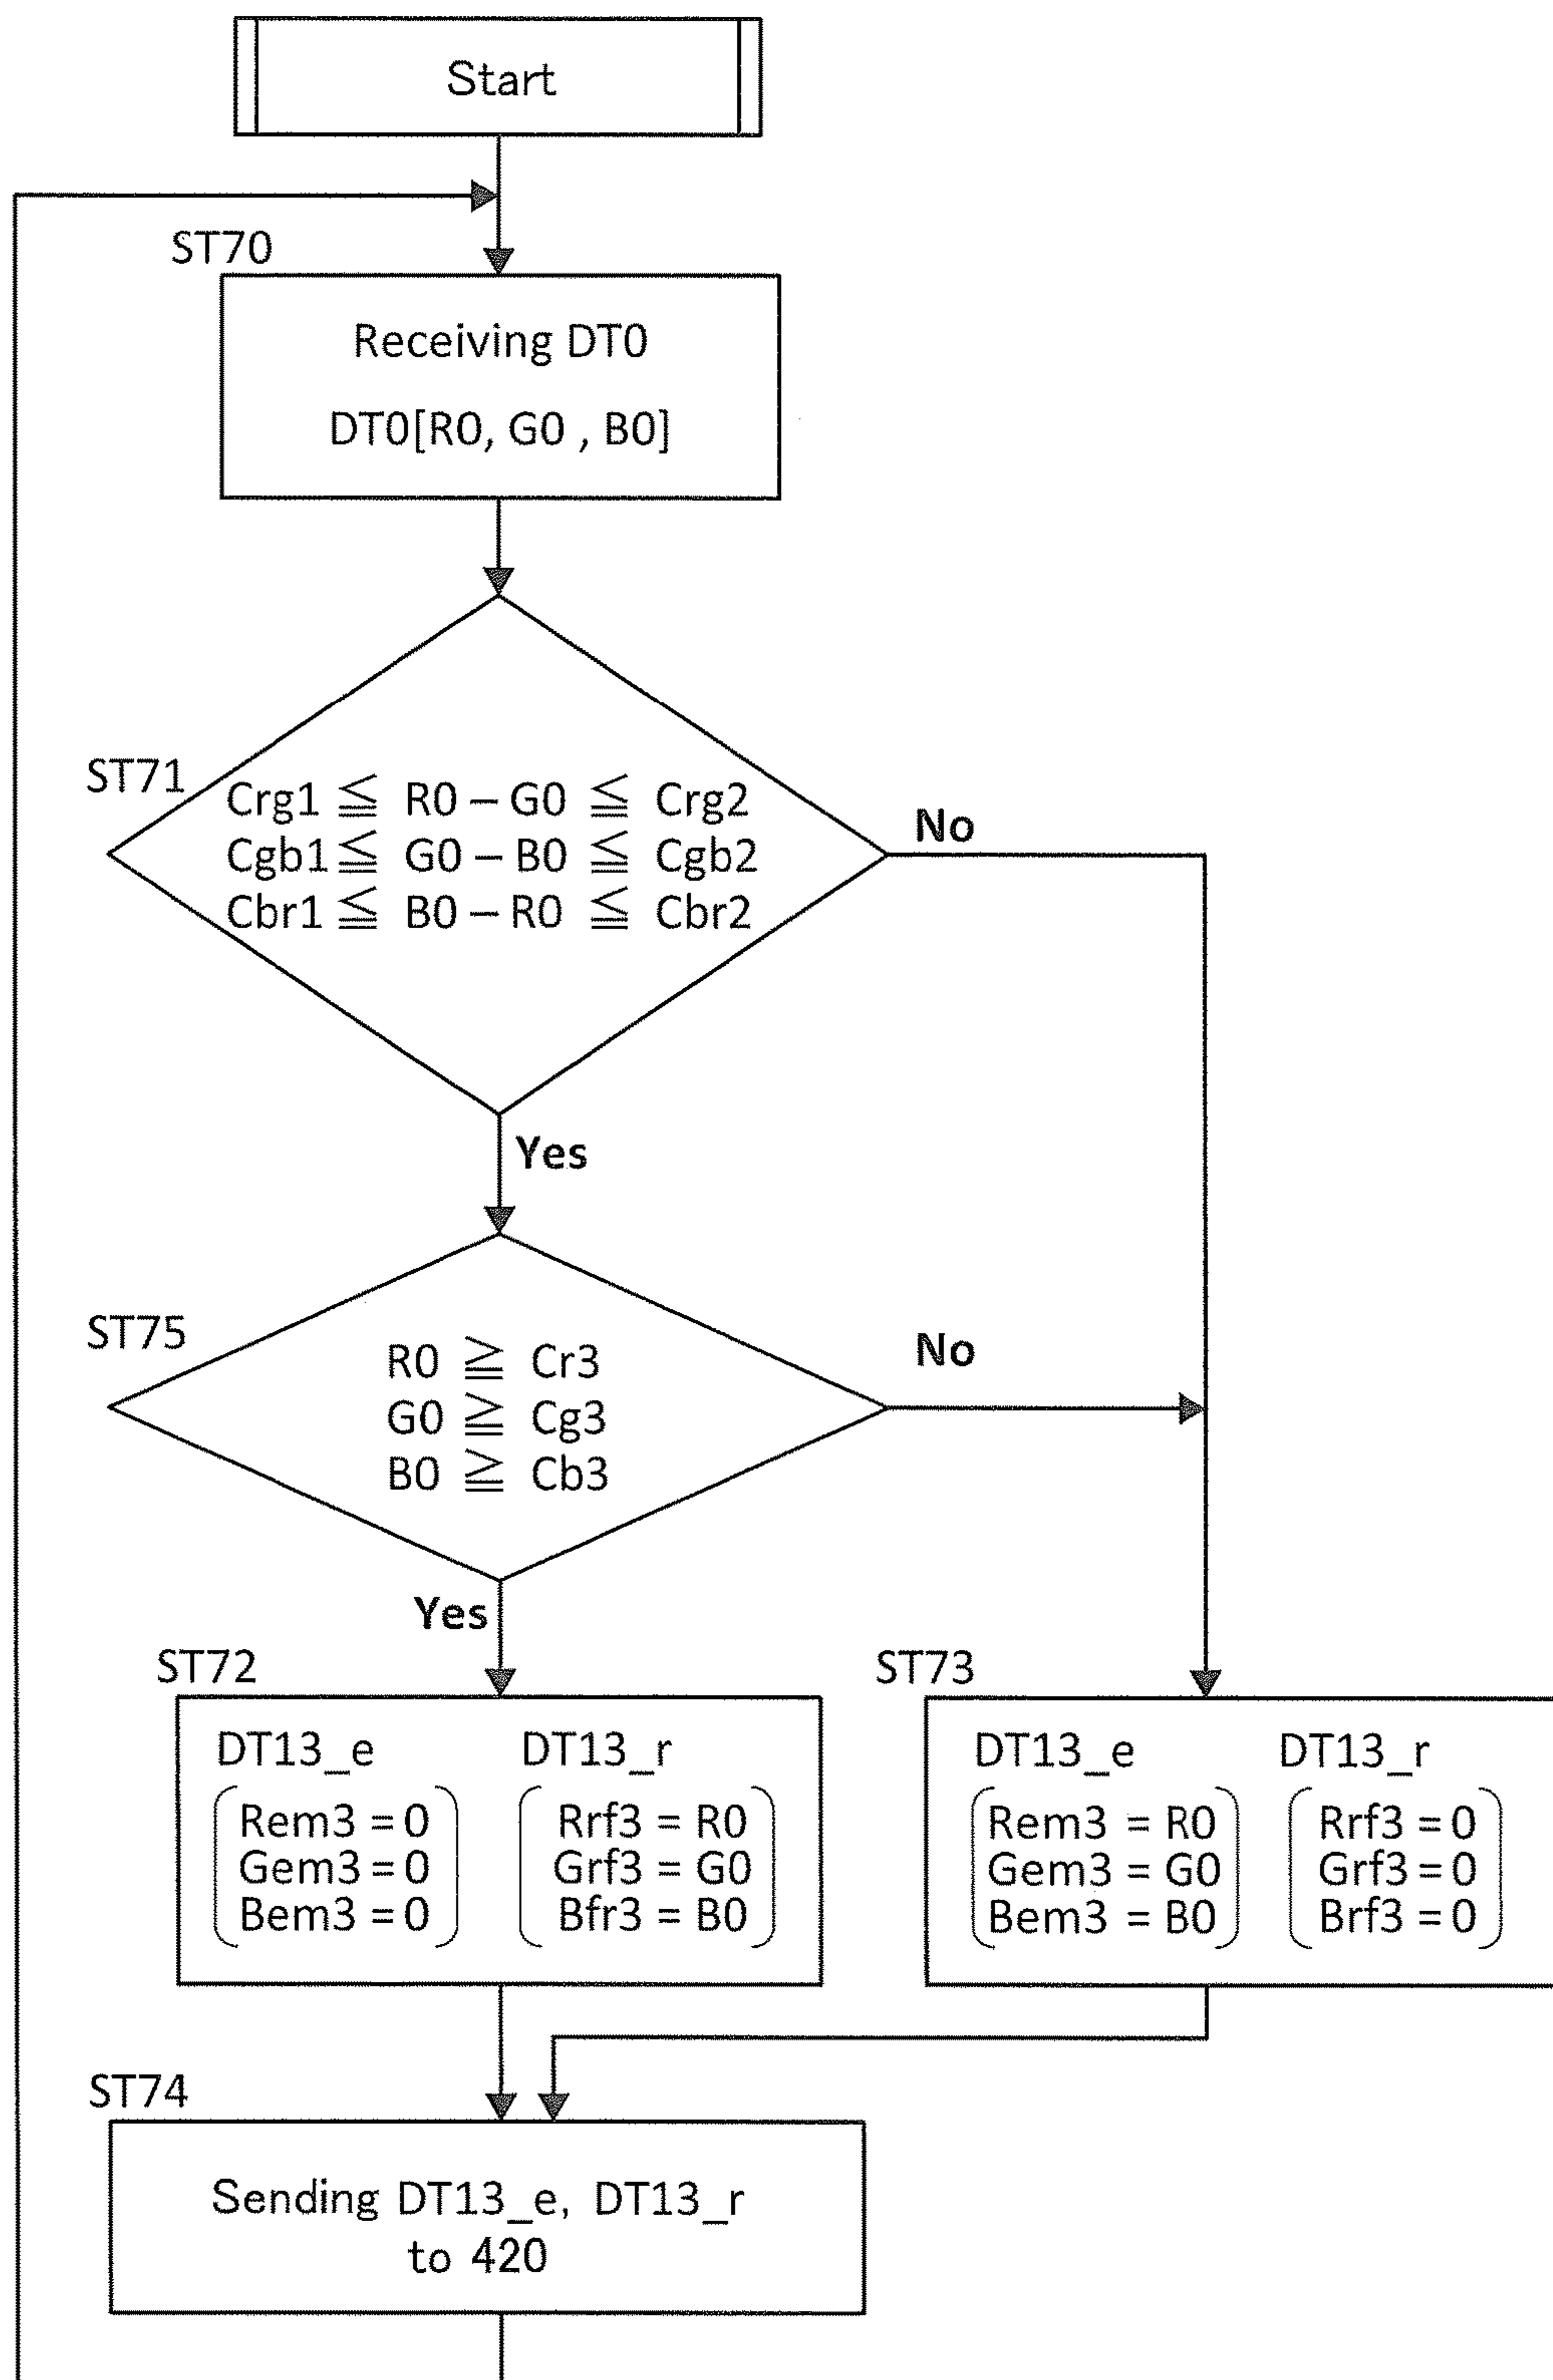 Start
ST70
Receiving DT0
DT0[R0, G0 , B0]
ST71
Crg1 ≦ R0 – G0 ≦ Crg2
Cgb1 ≦ G0 – B0 ≦ Cgb2
Cbr1 ≦ B0 – R0 ≦ Cbr2
No
Yes
ST75
R0 ≧ Cr3
G0 ≧ Cg3
B0 ≧ Cb3
No
Yes
ST72
DT13_e DT13_r
Rem3 = 0 Rrf3 = R0
Gem3 = 0 Grf3 = G0
Bem3 = 0 Bfr3 = B0
ST73
DT13_e DT13_r
Rem3 = R0 Rrf3 = 0
Gem3 = G0 Grf3 = 0
Bem3 = B0 Brf3 = 0
ST74
Sending DT13_e, DT13_r
to 420